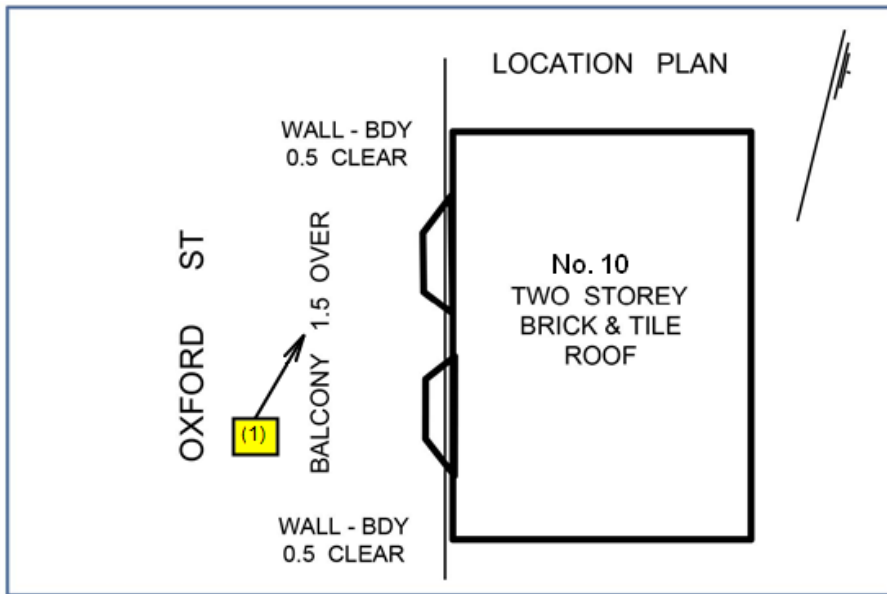 LOCATION PLAN
WALL - BDY
0.5 CLEAR
OXFORD ST
BALCONY 1.5 OVER
(1)
No. 10
TWO STOREY
BRICK & TILE
ROOF
WALL - BDY
0.5 CLEAR